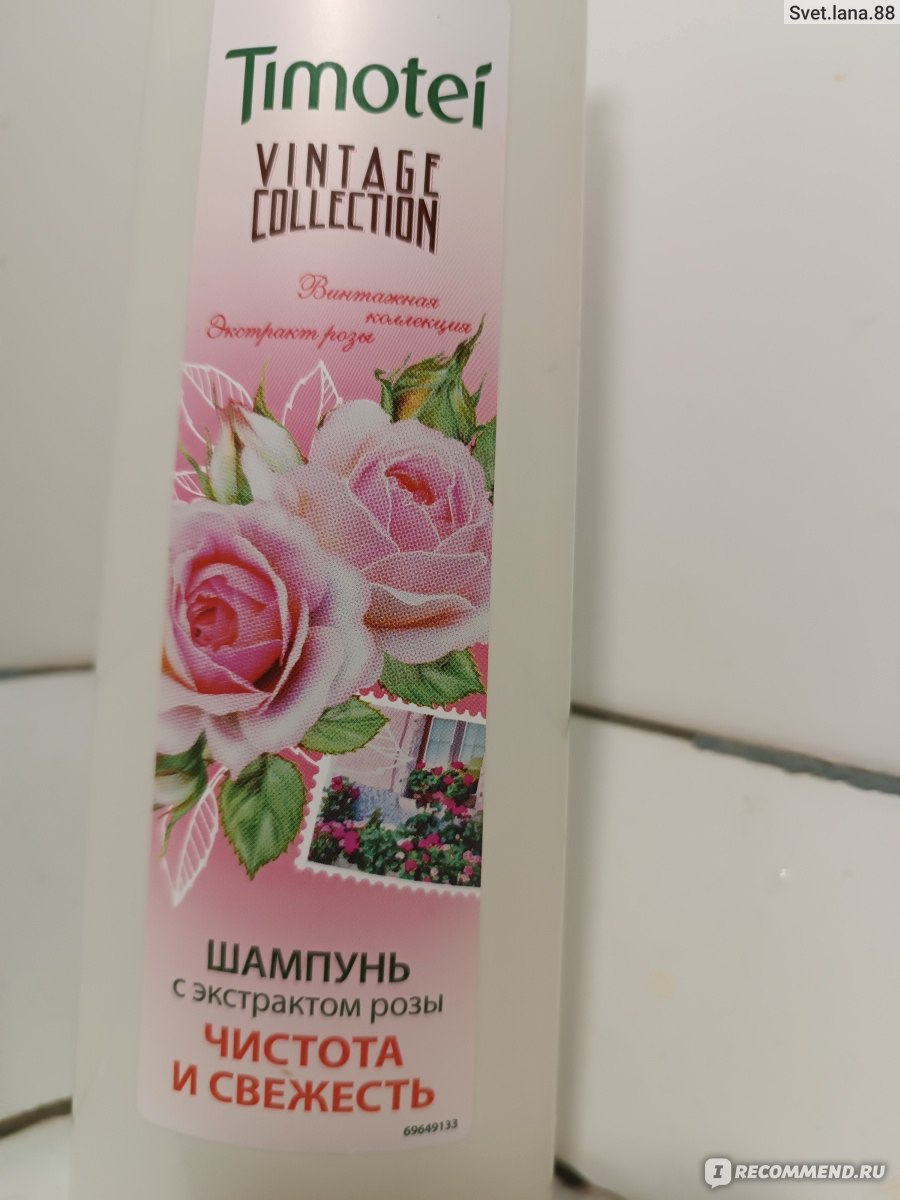 Svet.lana.88
Timotei
VINTAGE
COLLECTION
Винтажная
коллекция
Экстракт розы
ШАМПУНЬ
с экстрактом розы
ЧИСТОТА
И СВЕЖЕСТЬ
69649133
I RECOMMEND.RU